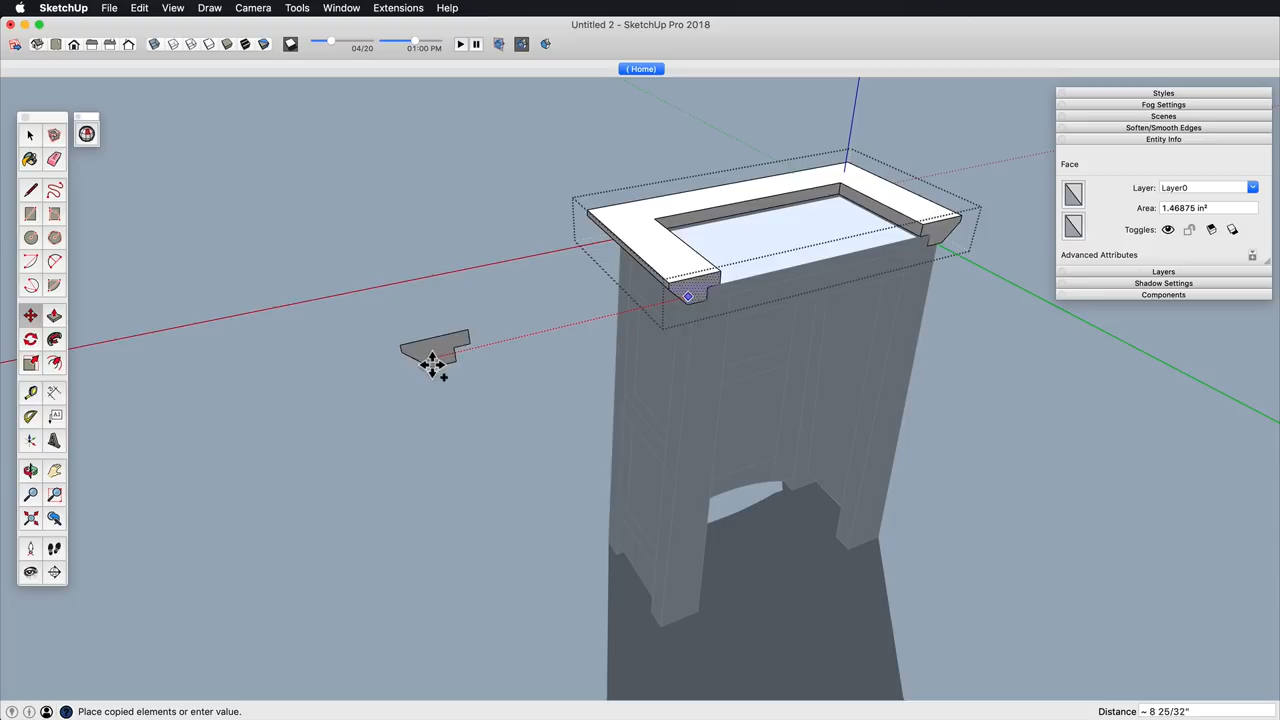 SketchUp File Edit View Draw Camera Tools Window Extensions Help
Untitled 2 - SketchUp Pro 2018
04/20 01:00 PM
( Home)
Styles
Fog Settings
Scenes
Soften/Smooth Edges
Entity Info
Face
Layer: Layer0
Area: 1.46875 in²
Toggles:
Advanced Attributes
Layers
Shadow Settings
Components
A1
Place copied elements or enter value.
Distance ~ 8 25/32"